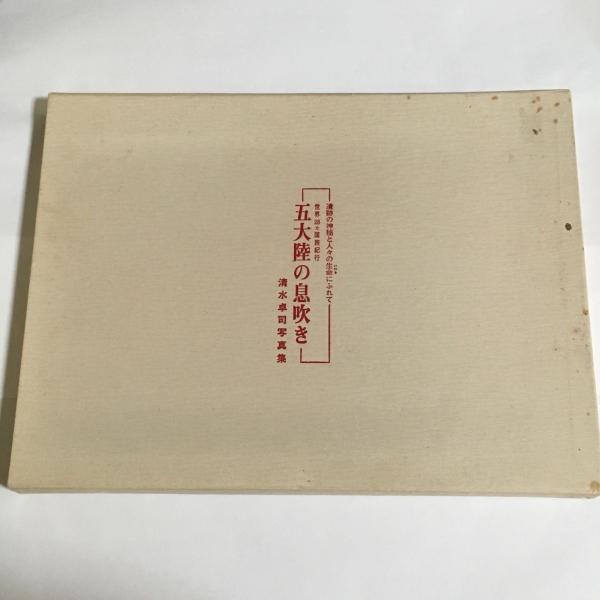 遺跡の神秘と人々の生命にふれて
世界28ヶ国旅紀行
五大陸の息吹き
清水卓司写真集